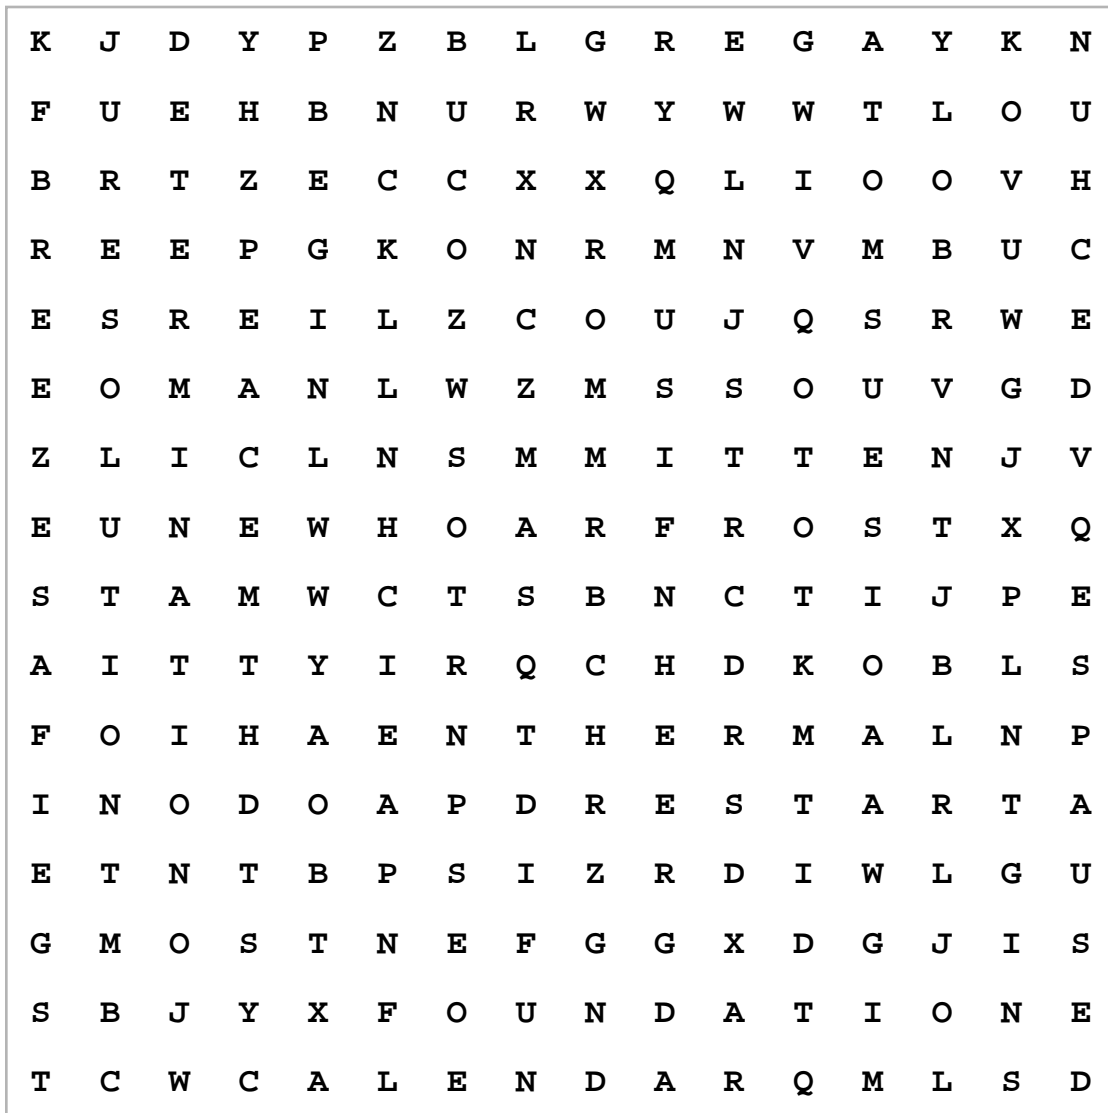 K J D Y P Z B L G R E G A Y K N
F U E H B N U R W Y W W T L O U
B R T Z E C C X X Q L I O O V H
R E E P G K O N R M N V M B U C
E S R E I L Z C O U J Q S R W E
E O M A N L W Z M S S O U V G D
Z L I C L N S M M I T T E N J V
E U N E W H O A R F R O S T X Q
S T A M W C T S B N C T I J P E
A I T T Y I R Q C H D K O B L S
F O I H A E N T H E R M A L N P
I N O D O A P D R E S T A R T A
E T N T B P S I Z R D I W L G U
G M O S T N E F G G X D G J I S
S B J Y X F O U N D A T I O N E
T C W C A L E N D A R Q M L S D